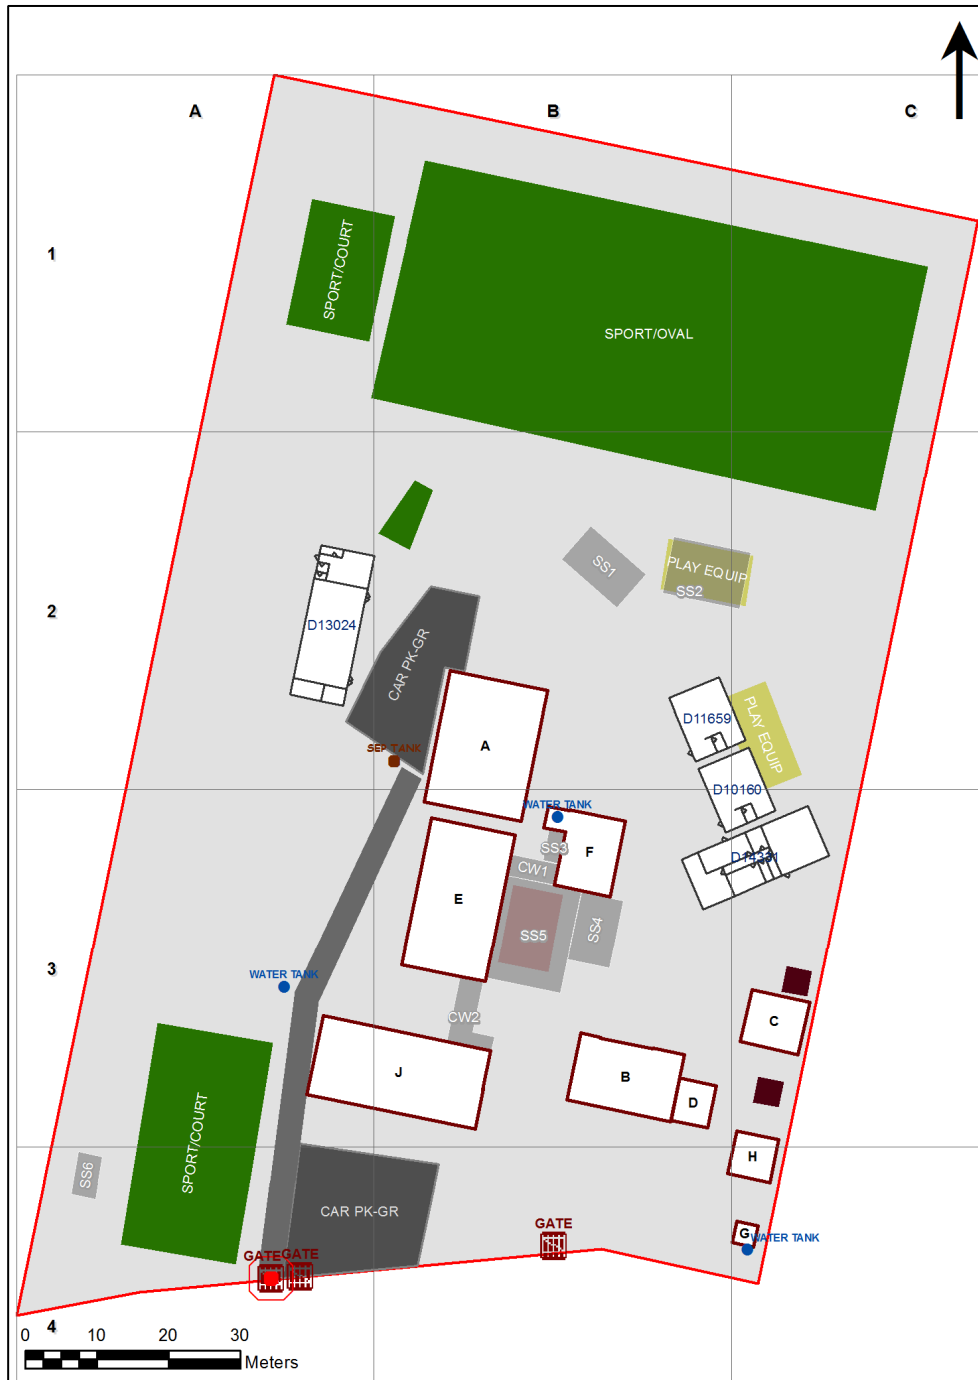 A
B
C
1
SPORT/COURT
SPORT/OVAL
SS1
PLAY EQUIP
SS2
2
D13024
CAR PK-GR
D11659
PLAY EQUIP
A
SEP TANK
D10160
WATER TANK
SS3
F
D14331
CW1
E
SS4
SS5
3
WATER TANK
CW2
C
J
B
D
H
SPORT/COURT
SS6
CAR PK-GR
GATE
G
WATER TANK
GATE
GATE
4
0 10 20 30
Meters